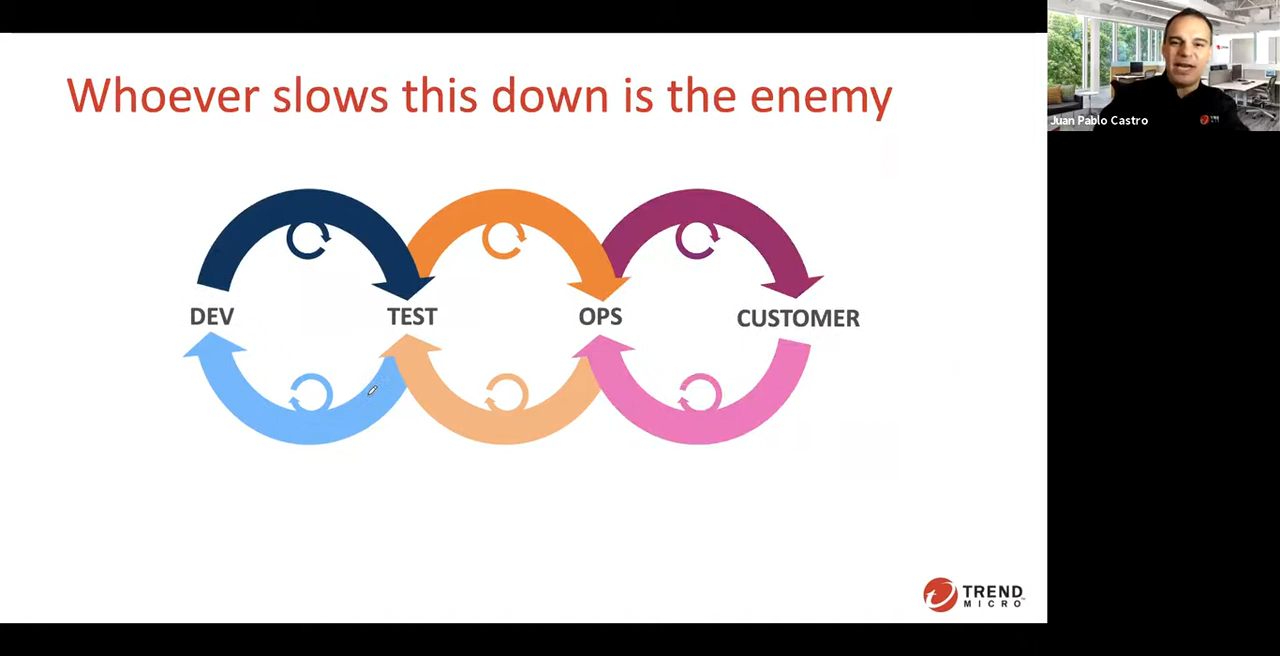 Whoever slows this down is the enemy
Juan Pablo Castro
DEV
TEST
OPS
CUSTOMER
TREND
MICRO